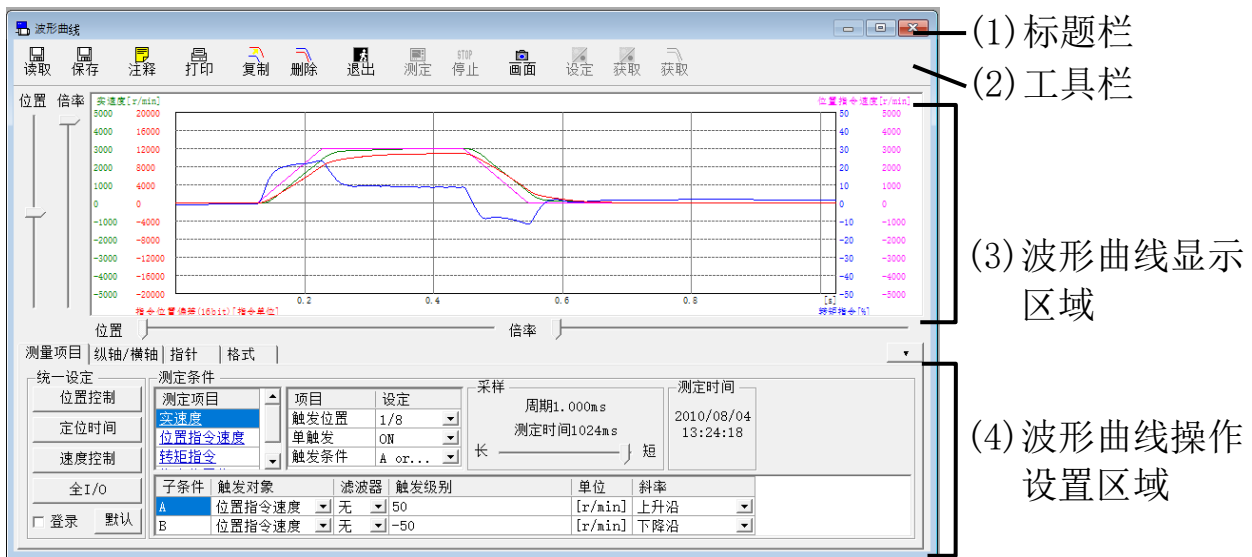 波形曲线
(1)标题栏
读取 保存 注释 打印 复制 删除 退出 测定 STOP 停止 画面 设定 获取 获取
(2)工具栏
位置 倍率
实速度[r/min] 位置指令速度[r/min]
5000 20000 50 5000
4000 16000 40 4000
3000 12000 30 3000
2000 8000 20 2000
1000 4000 10 1000
0 0 0 0
-1000 -4000 -10 -1000
-2000 -8000 -20 -2000
-3000 -12000 -30 -3000
-4000 -16000 -40 -4000
-5000 -20000 0.2 0.4 0.6 0.8 [s] -50 -5000
指令位置偏差(16bit)[指令单位] 转矩指令[%]
(3)波形曲线显示
区域
位置 倍率
测量项目 纵轴/横轴 指针 格式
统一设定
位置控制
定位时间
速度控制
全I/O
登录 默认
测定条件
测定项目
实速度
位置指令速度
转矩指令
项目 设定
触发位置 1/8
单触发 ON
触发条件 A or...
采样
周期1.000ms
测定时间1024ms
长 短
测定时间
2010/08/04
13:24:18
子条件 触发对象 滤波器 触发级别 单位 斜率
A 位置指令速度 无 50 [r/min] 上升沿
B 位置指令速度 无 -50 [r/min] 下降沿
(4)波形曲线操作
设置区域